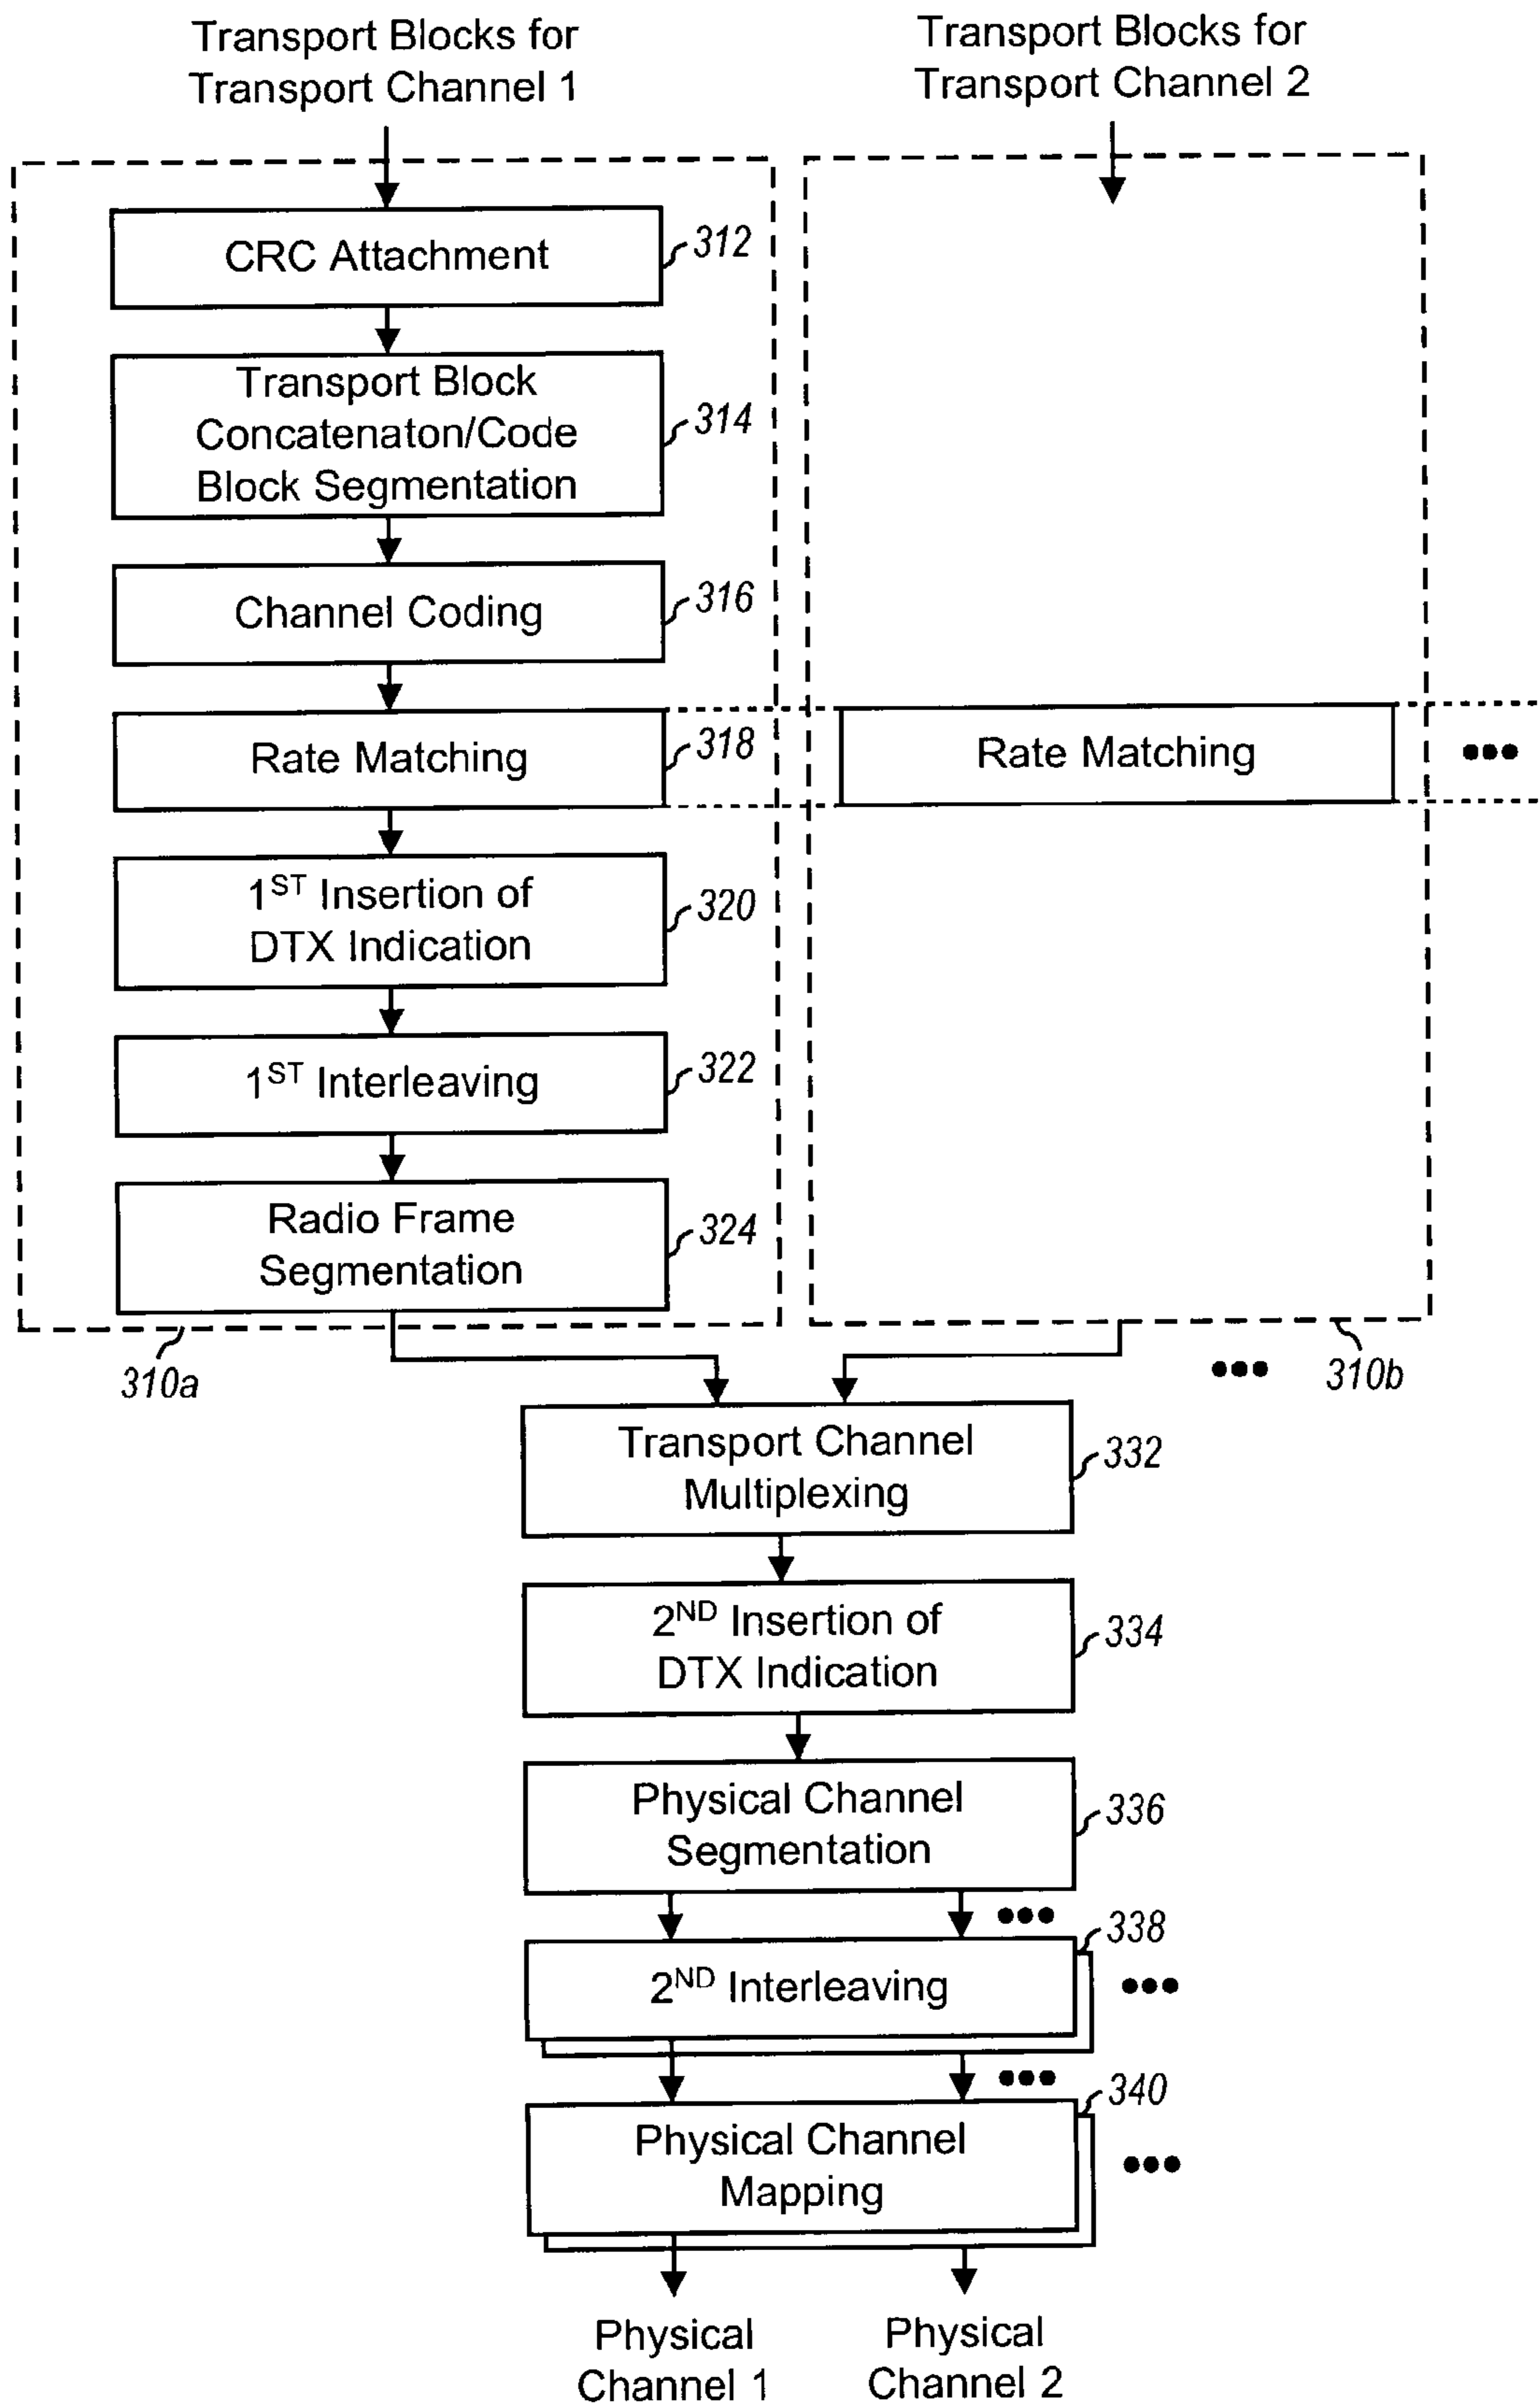 Transport Blocks for
Transport Channel 1
Transport Blocks for
Transport Channel 2
CRC Attachment
312
Transport Block
Concatenaton/Code
Block Segmentation
314
Channel Coding
316
Rate Matching
318
Rate Matching
1ST Insertion of
DTX Indication
320
1ST Interleaving
322
Radio Frame
Segmentation
324
310a
310b
Transport Channel
Multiplexing
332
2ND Insertion of
DTX Indication
334
Physical Channel
Segmentation
336
338
2ND Interleaving
340
Physical Channel
Mapping
Physical
Channel 1
Physical
Channel 2